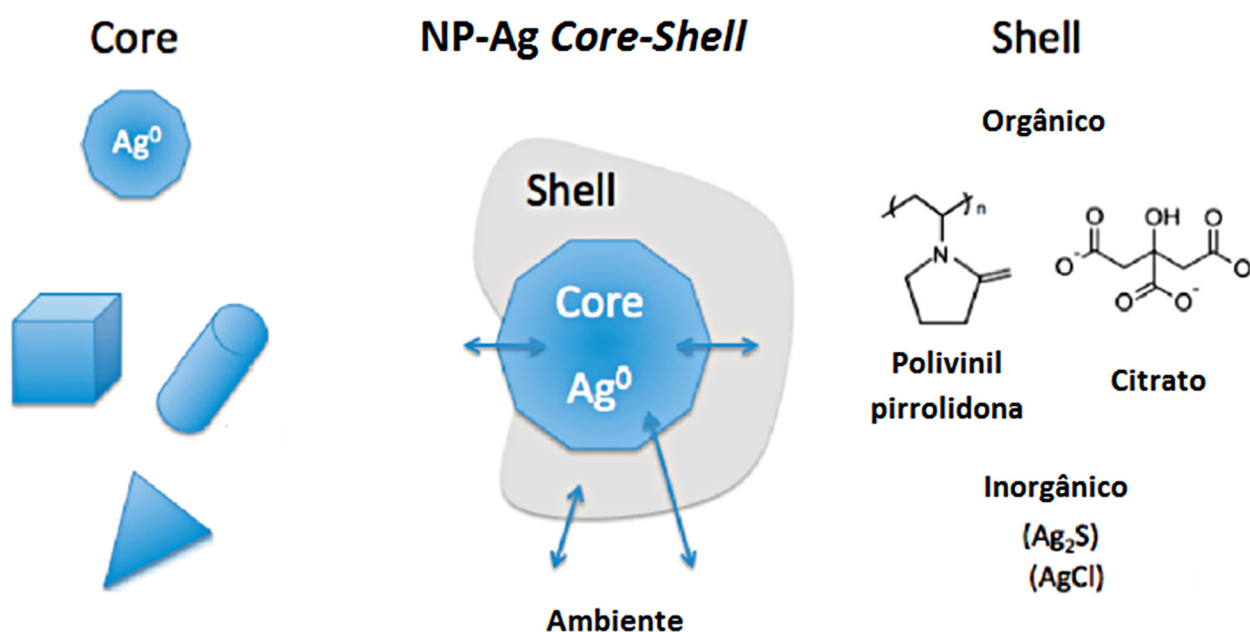 Core
Ag⁰
NP-Ag Core-Shell
Shell
Core
Ag⁰
Ambiente
Shell
Orgânico
n
N
O
O⁻
OH
O
O
O⁻
O
Polivinil
pirrolidona
Citrato
Inorgânico
(Ag₂S)
(AgCl)